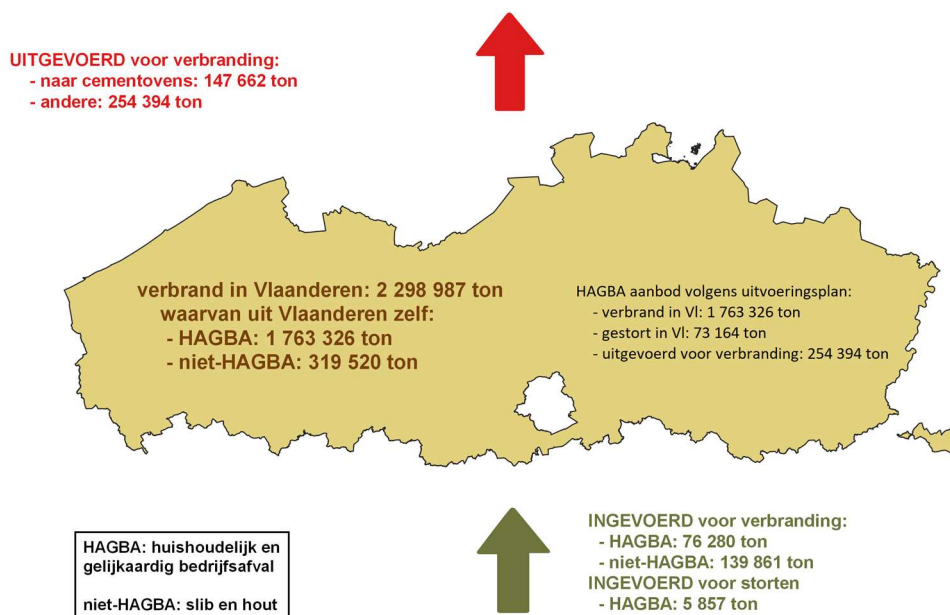 UITGEVOERD voor verbranding:
- naar cementovens: 147 662 ton
- andere: 254 394 ton
verbrand in Vlaanderen: 2 298 987 ton
waarvan uit Vlaanderen zelf:
- HAGBA: 1 763 326 ton
- niet-HAGBA: 319 520 ton
HAGBA aanbod volgens uitvoeringsplan:
- verbrand in Vl: 1 763 326 ton
- gestort in Vl: 73 164 ton
- uitgevoerd voor verbranding: 254 394 ton
HAGBA: huishoudelijk en
gelijkaardig bedrijfsafval
niet-HAGBA: slib en hout
INGEVOERD voor verbranding:
- HAGBA: 76 280 ton
- niet-HAGBA: 139 861 ton
INGEVOERD voor storten
- HAGBA: 5 857 ton